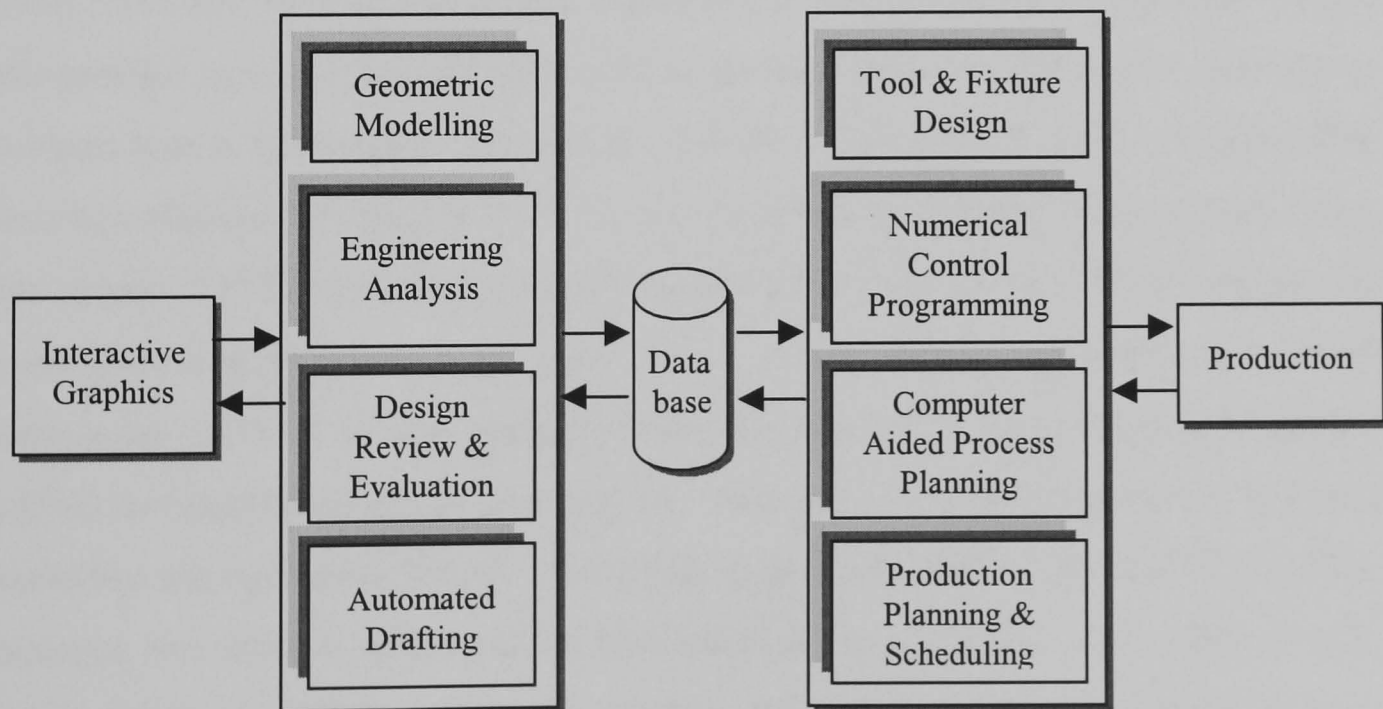 Interactive
Graphics
Geometric
Modelling
Engineering
Analysis
Design
Review &
Evaluation
Automated
Drafting
Data
base
Tool & Fixture
Design
Numerical
Control
Programming
Computer
Aided Process
Planning
Production
Planning &
Scheduling
Production